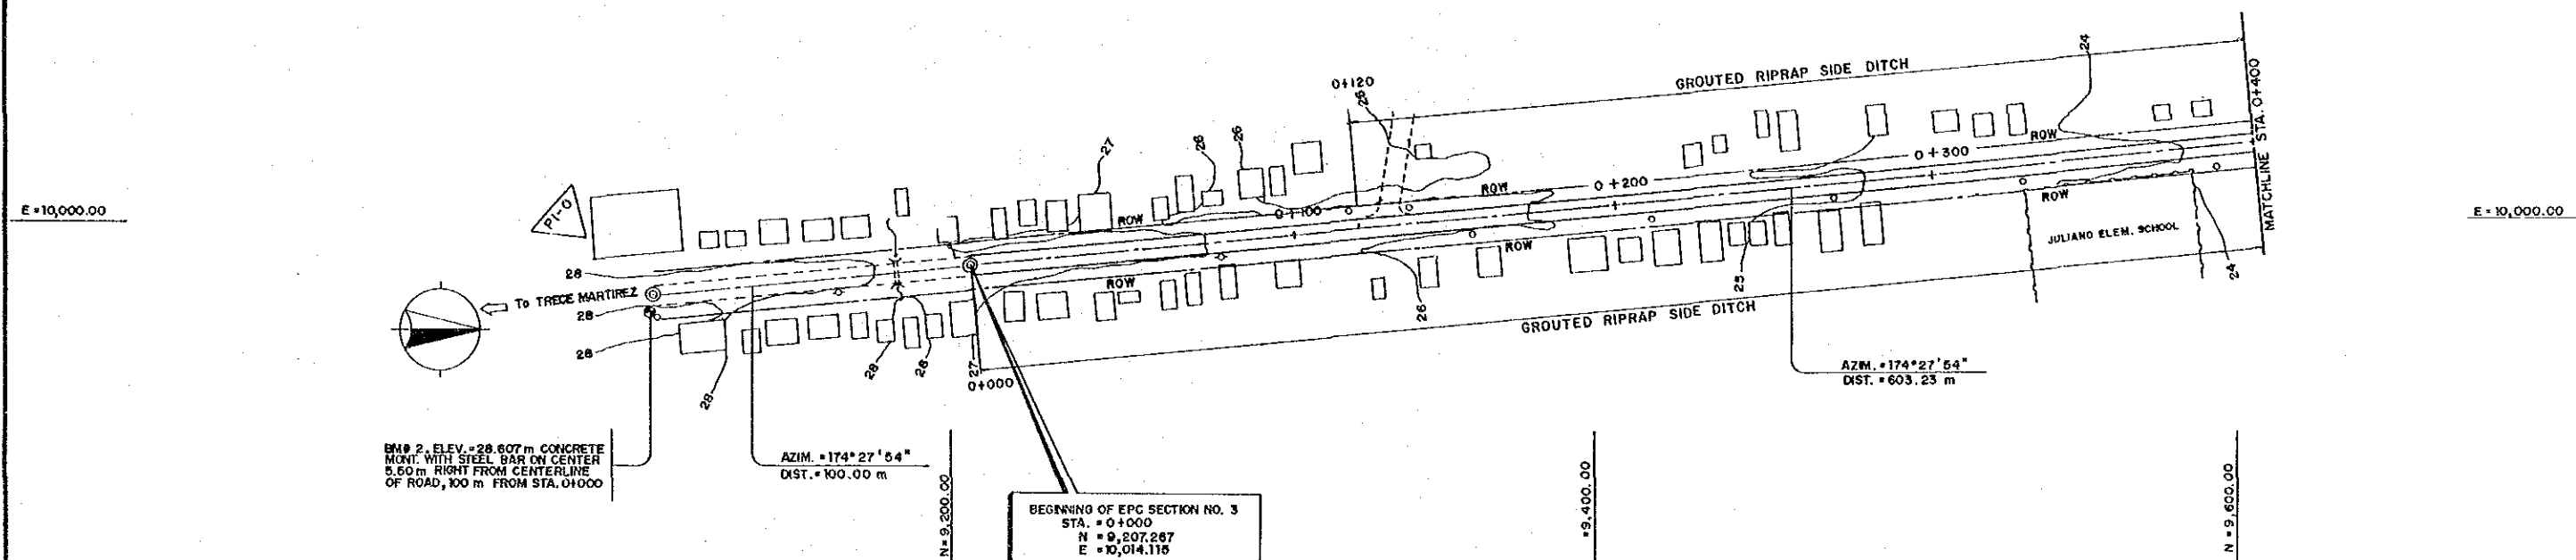 24
GROUTED RIPRAP SIDE DITCH
0+120
26
MATCHLINE STA. 0+400
27
26
26
ROW
0+300
ROW
0+200
ROW
0+100
PI-0
E = 10,000.00
E = 10,000.00
ROW
JULIANO ELEM. SCHOOL
ROW
ROW
28
To TRECE MARTIREZ
28
28
28
28
28
27
0+000
26
25
24
GROUTED RIPRAP SIDE DITCH
AZIM. = 174°27'54"
DIST. = 603.23 m
BM# 2. ELEV. = 28.607 m CONCRETE
MONT. WITH STEEL BAR ON CENTER
5.50 m RIGHT FROM CENTERLINE
OF ROAD, 100 m FROM STA. 0+000
AZIM. = 174°27'54"
DIST. = 100.00 m
N = 9,200.00
BEGINNING OF EPC SECTION NO. 3
STA. = 0+000
N = 9,207.267
E = 10,014.115
=9,400.00
N = 9,600.00